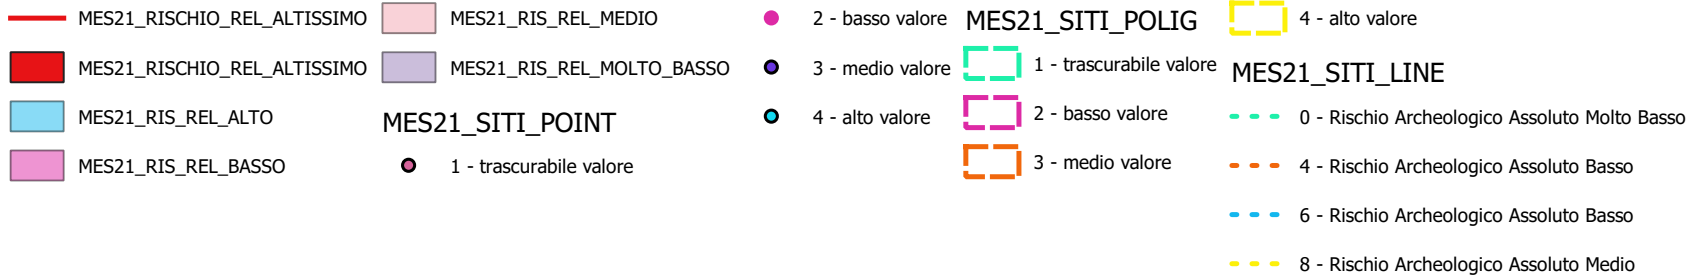 MES21_RISCHIO_REL_ALTISSIMO
MES21_RISCHIO_REL_ALTISSIMO
MES21_RIS_REL_ALTO
MES21_RIS_REL_BASSO
MES21_RIS_REL_MEDIO
MES21_RIS_REL_MOLTO_BASSO
MES21_SITI_POINT
1 - trascurabile valore
2 - basso valore
3 - medio valore
4 - alto valore
MES21_SITI_POLIG
1 - trascurabile valore
2 - basso valore
3 - medio valore
4 - alto valore
MES21_SITI_LINE
0 - Rischio Archeologico Assoluto Molto Basso
4 - Rischio Archeologico Assoluto Basso
6 - Rischio Archeologico Assoluto Basso
8 - Rischio Archeologico Assoluto Medio